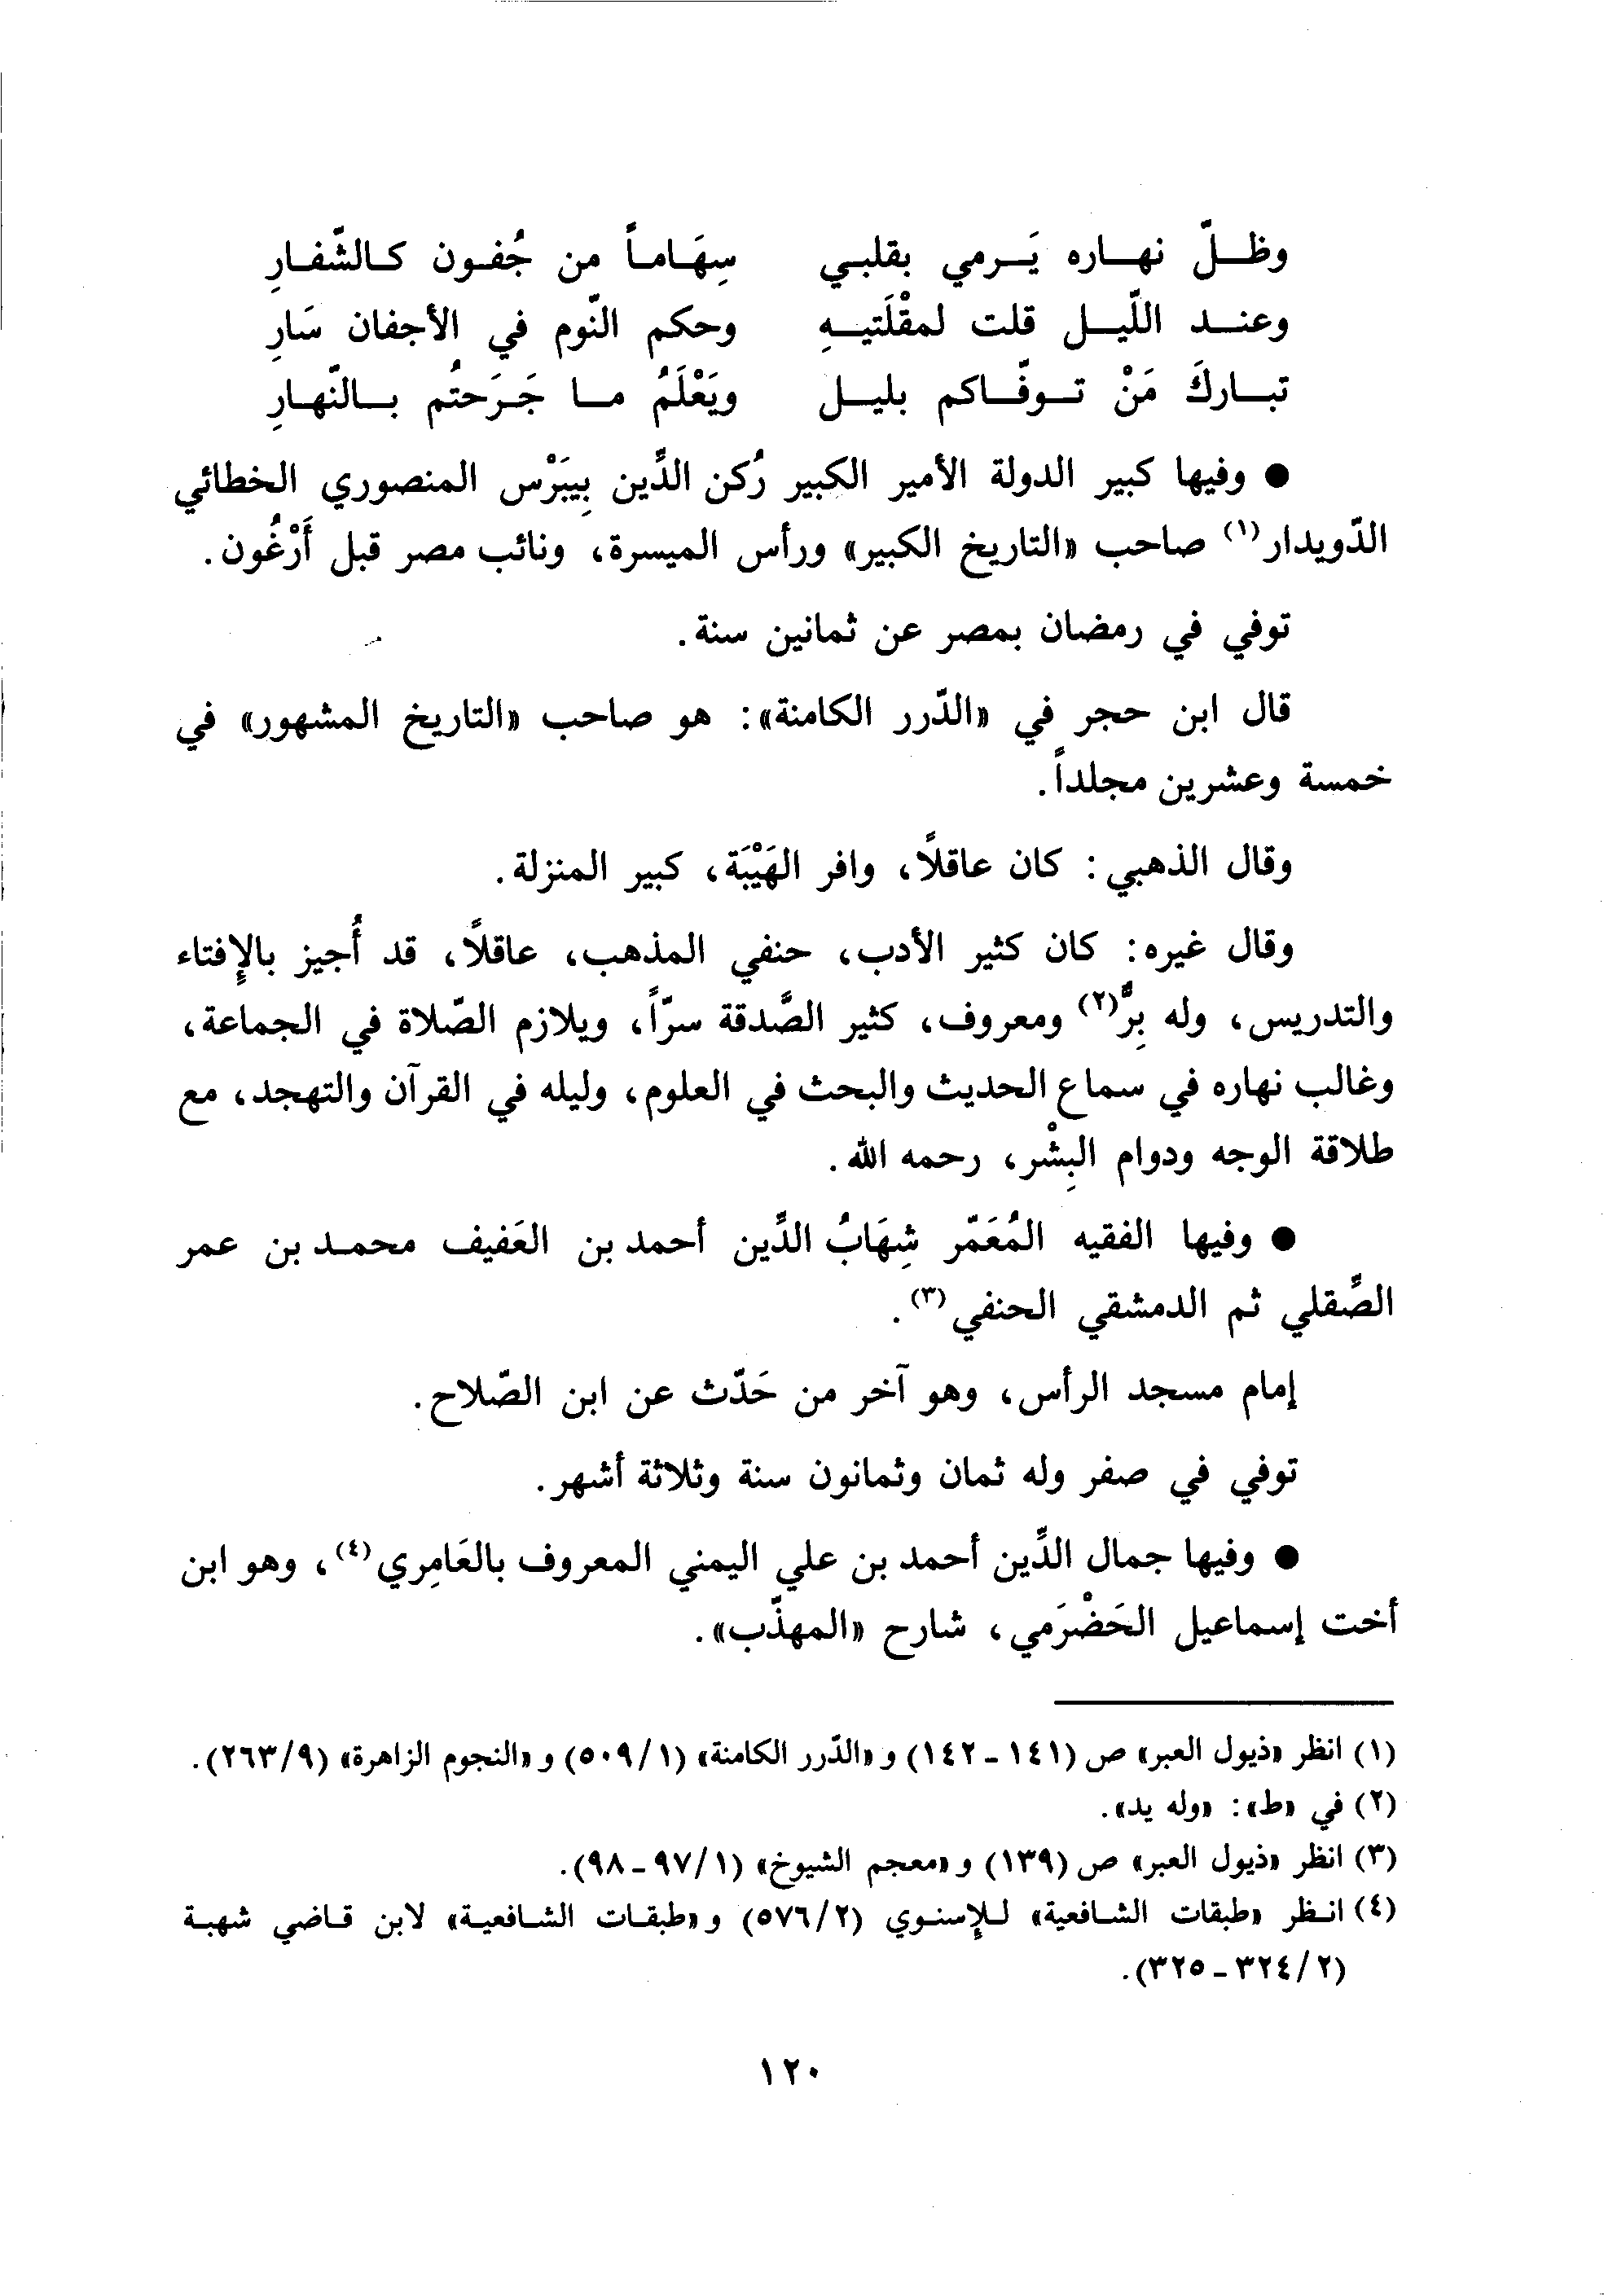 وظلّ نهاره يَرمي بقلبي سِهَاماً من جُفون كالشّفارِ
وعند اللّيل قلت لمقْلَتيهِ وحكم النّوم في الأجفان سَارِ
تباركَ مَنْ توفّاكم بليل ويَعْلَمُ ما جَرَحتُم بالنّهارِ
● وفيها كبير الدولة الأمير الكبير رُكن الدِّين بِيبَرْس المنصوري الخطائي
الدّويدار(١) صاحب «التاريخ الكبير» ورأس الميسرة، ونائب مصر قبل أَرْغُون.
توفي في رمضان بمصر عن ثمانين سنة.
قال ابن حجر في «الدّرر الكامنة»: هو صاحب «التاريخ المشهور» في
خمسة وعشرين مجلداً.
وقال الذهبي: كان عاقلًا، وافر الهَيْبَة، كبير المنزلة.
وقال غيره: كان كثير الأدب، حنفي المذهب، عاقلًا، قد أُجيز بالإِفتاء
والتدريس، وله بِرٌّ(٢) ومعروف، كثير الصَّدقة سرّاً، ويلازم الصّلاة في الجماعة،
وغالب نهاره في سماع الحديث والبحث في العلوم، وليله في القرآن والتهجد، مع
طلاقة الوجه ودوام البِشْر، رحمه الله.
● وفيها الفقيه المُعَمّر شِهَابُ الدِّين أحمد بن العَفيف محمد بن عمر
الصَّقلي ثم الدمشقي الحنفي(٣).
إمام مسجد الرأس، وهو آخر من حَدّث عن ابن الصّلاح.
توفي في صفر وله ثمان وثمانون سنة وثلاثة أشهر.
● وفيها جمال الدِّين أحمد بن علي اليمني المعروف بالعَامِري(٤)، وهو ابن
أخت إسماعيل الحَضْرَمي، شارح «المهذّب».
(١) انظر «ذيول العبر» ص (١٤١ - ١٤٢) و «الدّرر الكامنة» (١/٥٠٩) و «النجوم الزاهرة» (٩/٢٦٣).
(٢) في «ط»: «وله يد».
(٣) انظر «ذيول العبر» ص (١٣٩) و «معجم الشيوخ» (١/٩٧ - ٩٨).
(٤) انظر «طبقات الشافعية» للإسنوي (٢/٥٧٦) و «طبقات الشافعية» لابن قاضي شهبة
(٢/٣٢٤ - ٣٢٥).
١٢٠